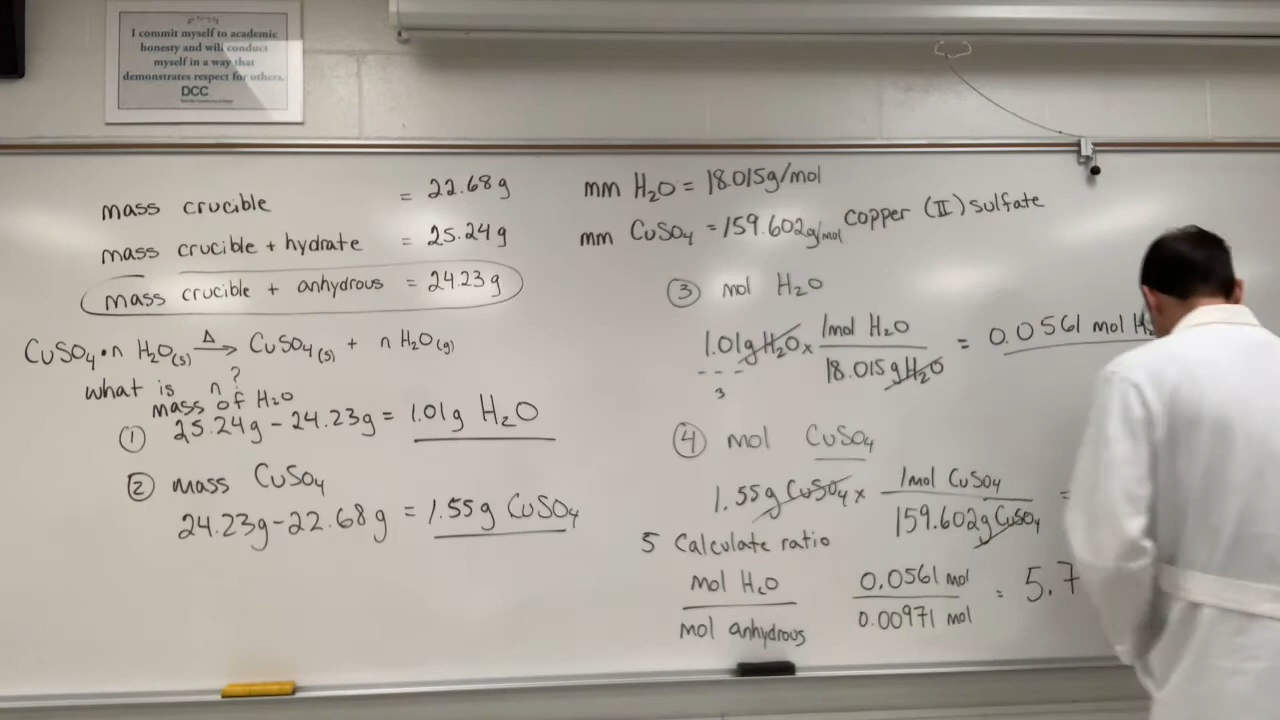 I commit myself to academic
honesty and will conduct
myself in a way that
demonstrates respect for others.
DCC
mass crucible = 22.68 g
mass crucible + hydrate = 25.24 g
mass crucible + anhydrous = 24.23 g
CuSO₄•n H₂O(s) Δ→ CuSO₄(s) + n H₂O(g)
what is n?
mass of H₂O
① 25.24g - 24.23g = 1.01g H₂O
② mass CuSO₄
24.23g - 22.68g = 1.55g CuSO₄
mm H₂O = 18.015g/mol
mm CuSO₄ = 159.602g/mol copper (II) sulfate
③ mol H₂O
1.01g H₂O x 1mol H₂O / 18.015g H₂O = 0.0561 mol H₂
3
④ mol CuSO₄
1.55g CuSO₄ x 1mol CuSO₄ / 159.602g CuSO₄ =
5 Calculate ratio
mol H₂O / mol anhydrous 0.0561 mol / 0.00971 mol = 5.7